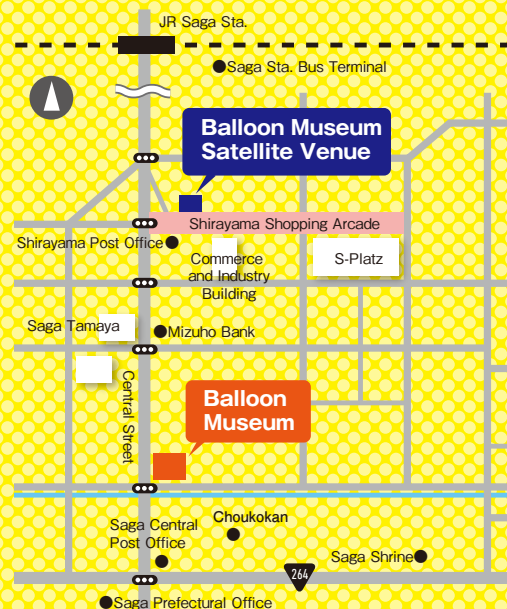 JR Saga Sta.
Saga Sta. Bus Terminal
Balloon Museum
Satellite Venue
Shirayama Shopping Arcade
Shirayama Post Office
Commerce
and Industry
Building
S-Platz
Saga Tamaya
Mizuho Bank
Central Street
Balloon
Museum
Saga Central
Post Office
Choukokan
Saga Shrine
264
Saga Prefectural Office